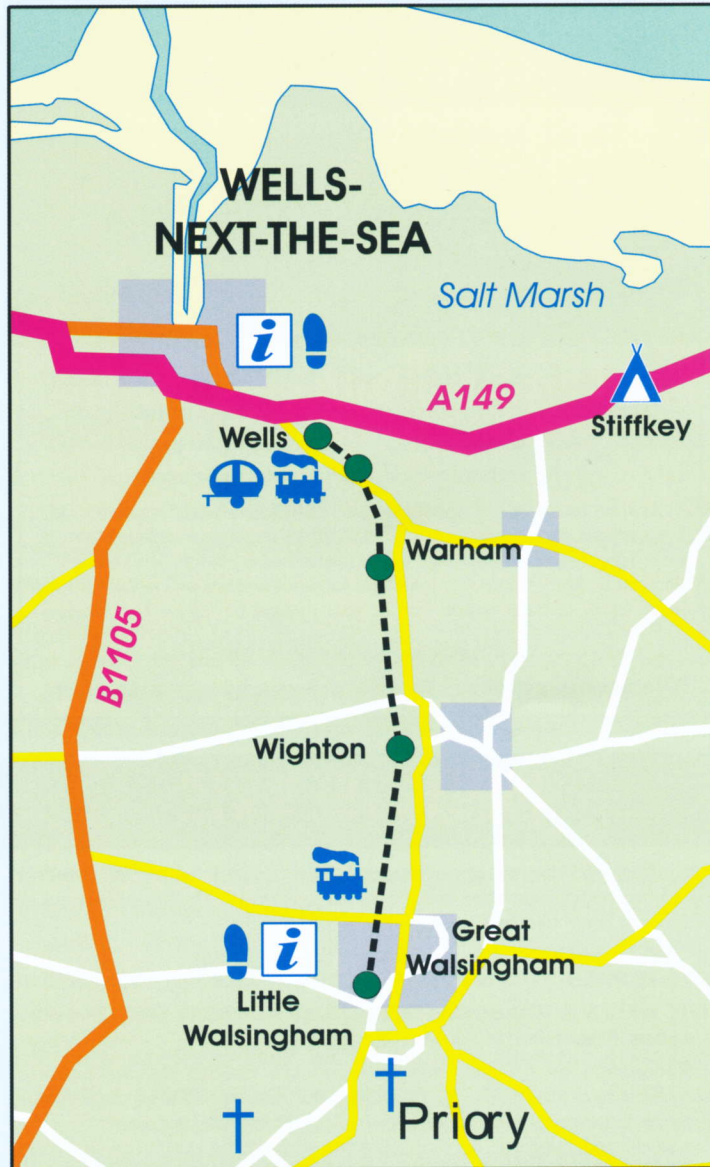 WELLS-
NEXT-THE-SEA
Salt Marsh
i
A149
Stiffkey
Wells
Warham
B1105
Wighton
Great
Walsingham
i
Little
Walsingham
Priory